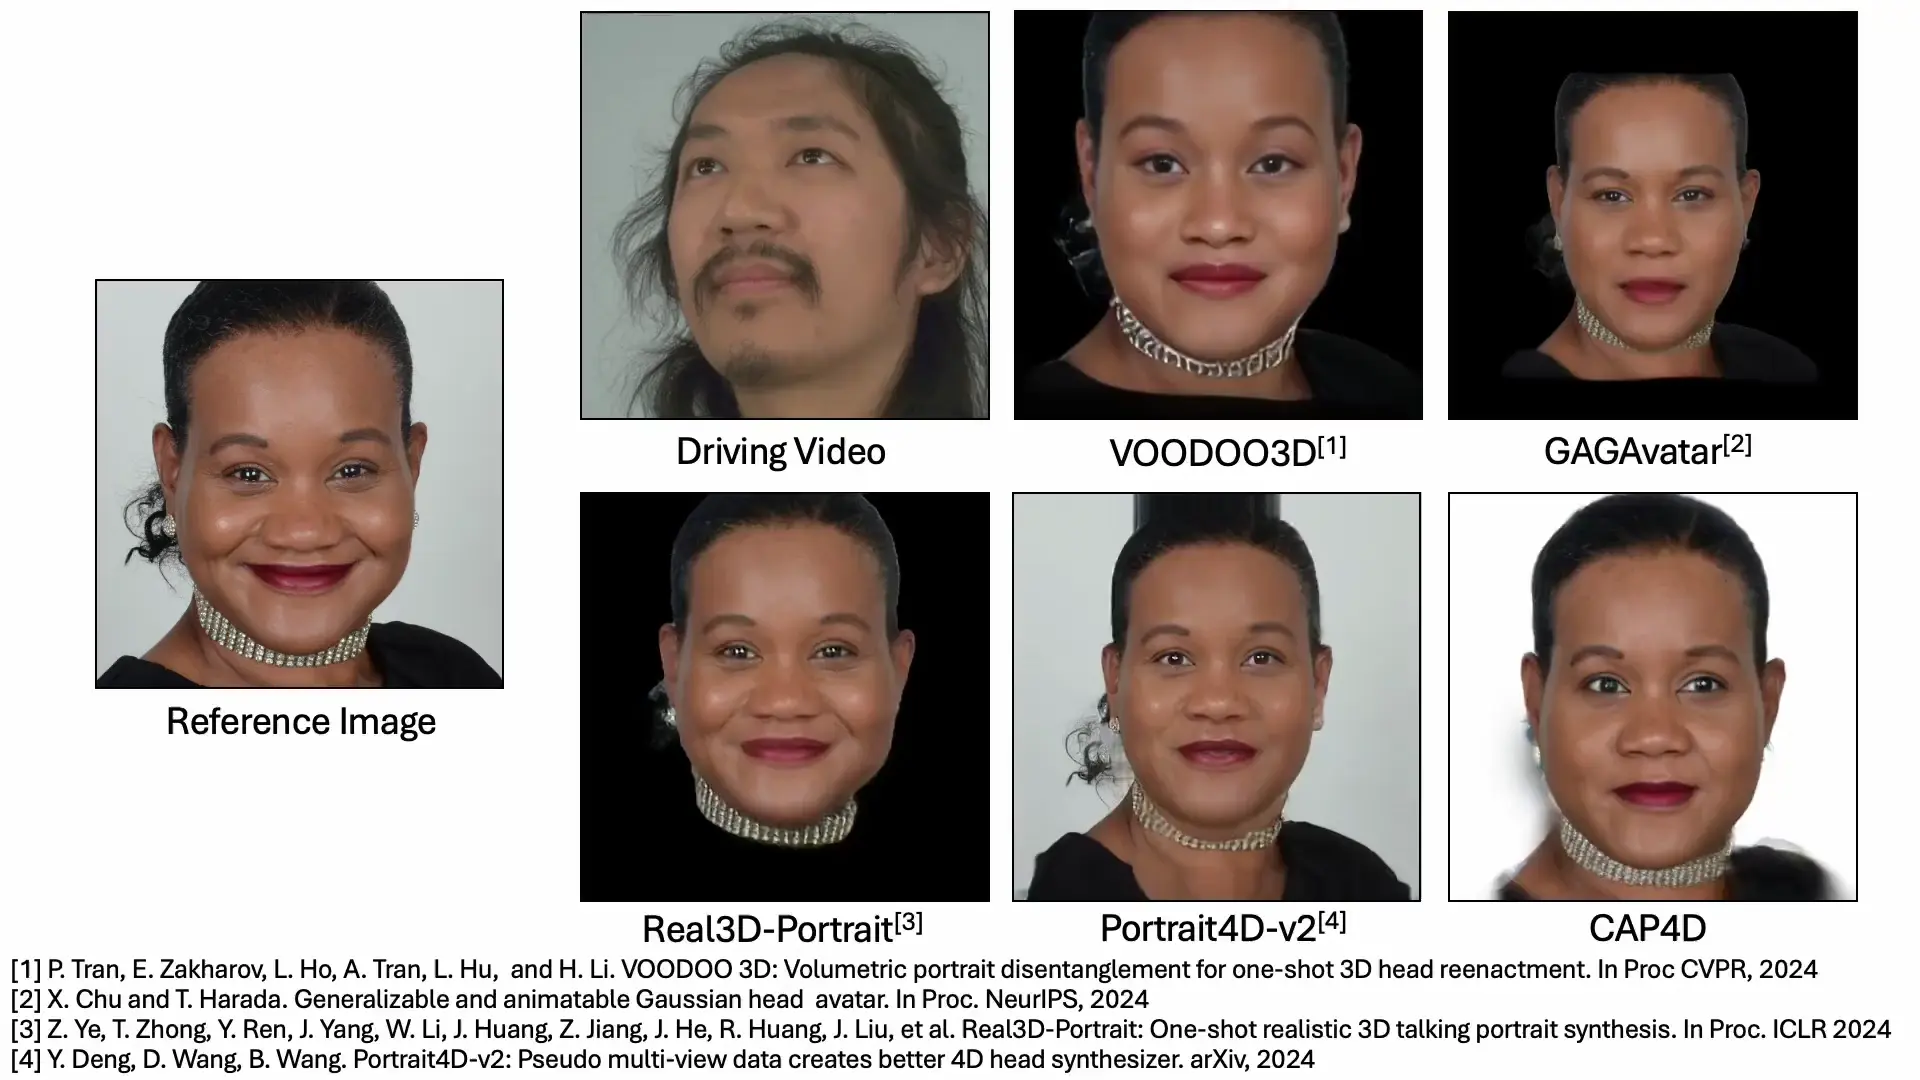 Driving Video
VOODOO3D[1]
GAGAvatar[2]
Reference Image
Real3D-Portrait[3]
Portrait4D-v2[4]
CAP4D
[1] P. Tran, E. Zakharov, L. Ho, A. Tran, L. Hu, and H. Li. VOODOO 3D: Volumetric portrait disentanglement for one-shot 3D head reenactment. In Proc CVPR, 2024
[2] X. Chu and T. Harada. Generalizable and animatable Gaussian head avatar. In Proc. NeurIPS, 2024
[3] Z. Ye, T. Zhong, Y. Ren, J. Yang, W. Li, J. Huang, Z. Jiang, J. He, R. Huang, J. Liu, et al. Real3D-Portrait: One-shot realistic 3D talking portrait synthesis. In Proc. ICLR 2024
[4] Y. Deng, D. Wang, B. Wang. Portrait4D-v2: Pseudo multi-view data creates better 4D head synthesizer. arXiv, 2024